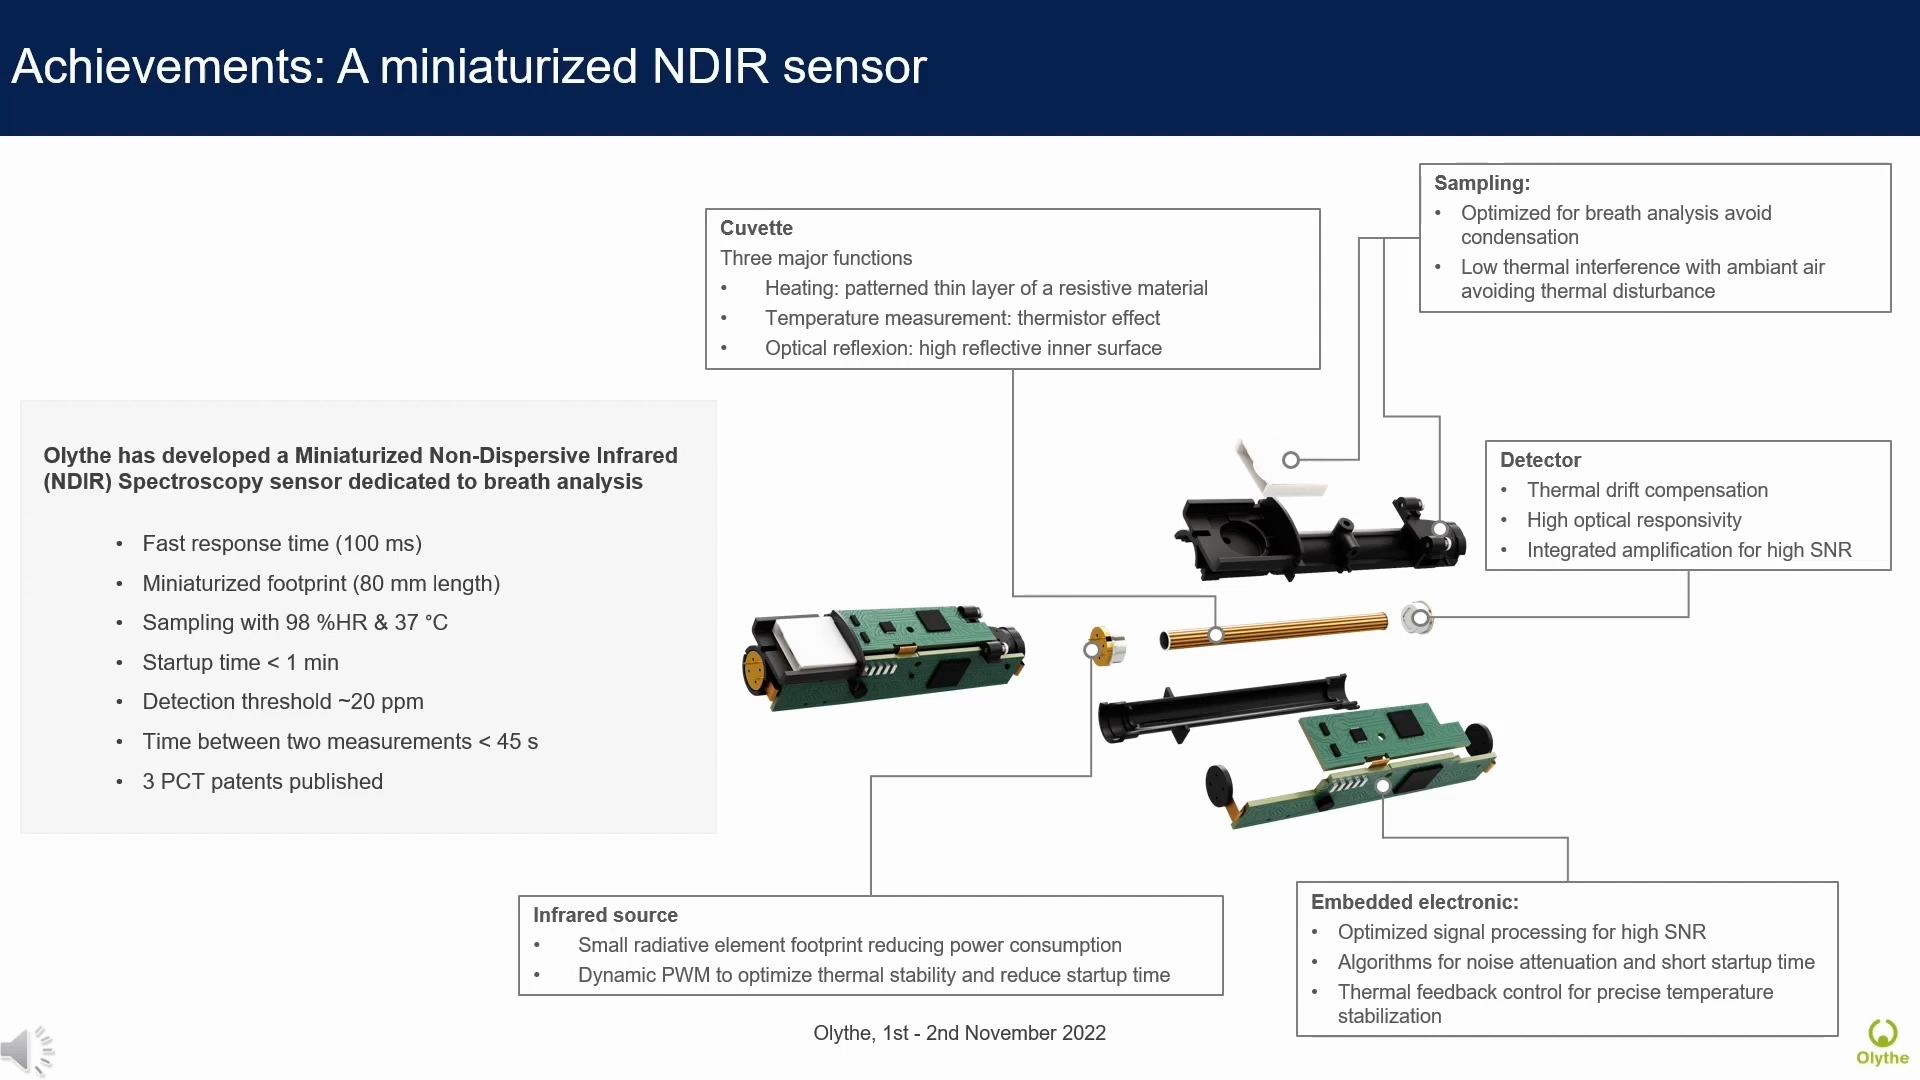 Achievements: A miniaturized NDIR sensor
Sampling:
• Optimized for breath analysis avoid
condensation
• Low thermal interference with ambiant air
avoiding thermal disturbance
Cuvette
Three major functions
• Heating: patterned thin layer of a resistive material
• Temperature measurement: thermistor effect
• Optical reflexion: high reflective inner surface
Olythe has developed a Miniaturized Non-Dispersive Infrared
(NDIR) Spectroscopy sensor dedicated to breath analysis
• Fast response time (100 ms)
• Miniaturized footprint (80 mm length)
• Sampling with 98 %HR & 37 °C
• Startup time < 1 min
• Detection threshold ~20 ppm
• Time between two measurements < 45 s
• 3 PCT patents published
Detector
• Thermal drift compensation
• High optical responsivity
• Integrated amplification for high SNR
Infrared source
• Small radiative element footprint reducing power consumption
• Dynamic PWM to optimize thermal stability and reduce startup time
Embedded electronic:
• Optimized signal processing for high SNR
• Algorithms for noise attenuation and short startup time
• Thermal feedback control for precise temperature
stabilization
Olythe, 1st - 2nd November 2022
Olythe